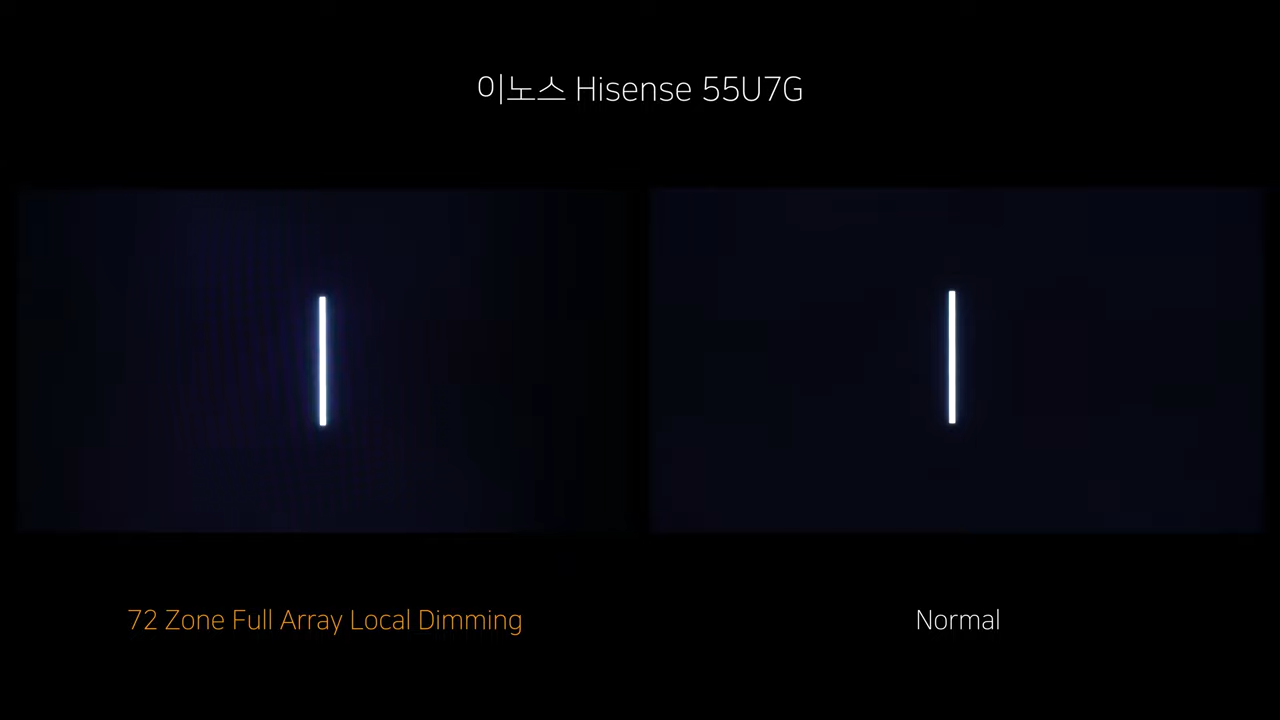 이노스 Hisense 55U7G
72 Zone Full Array Local Dimming
Normal